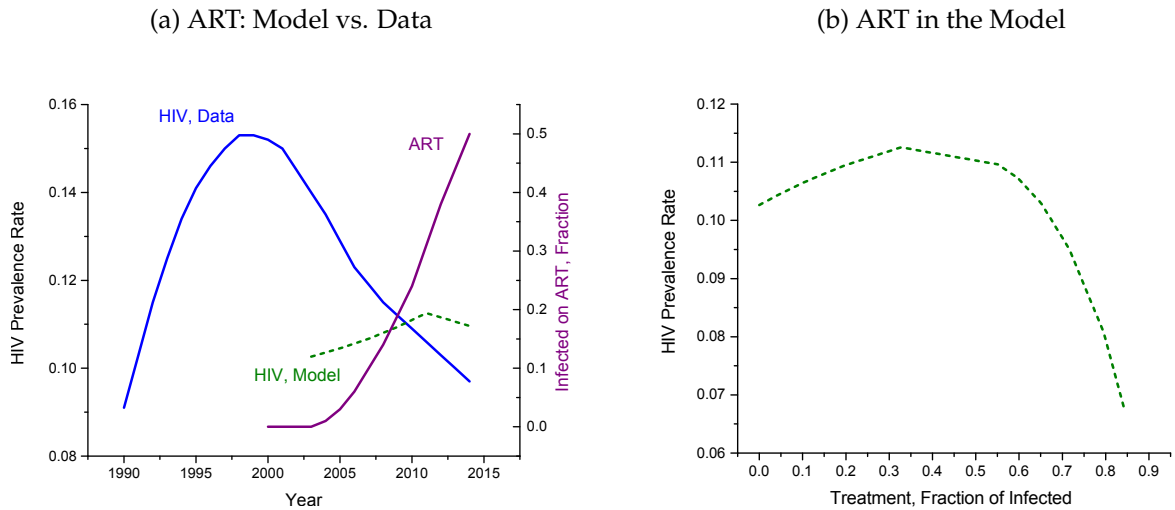 (a) ART: Model vs. Data
HIV Prevalence Rate
0.16
0.14
0.12
0.10
0.08
HIV, Data
ART
HIV, Model
0.5
0.4
0.3
0.2
0.1
0.0
Infected on ART, Fraction
1990 1995 2000 2005 2010 2015
Year
(b) ART in the Model
HIV Prevalence Rate
0.12
0.11
0.10
0.09
0.08
0.07
0.06
0.0 0.1 0.2 0.3 0.4 0.5 0.6 0.7 0.8 0.9
Treatment, Fraction of Infected